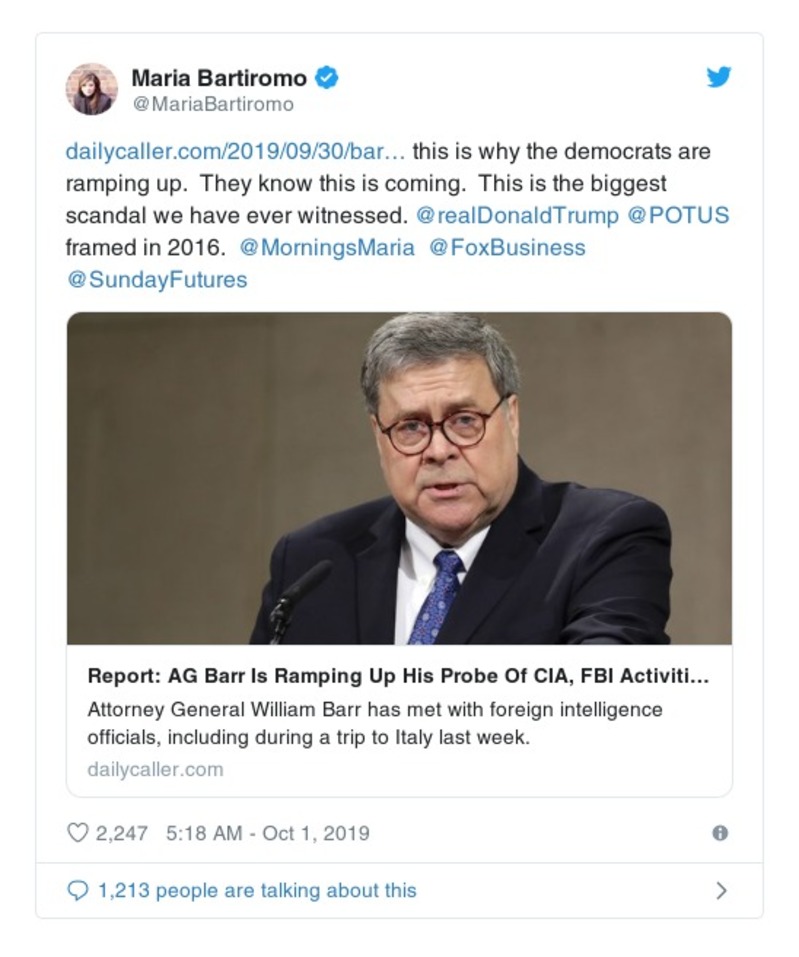 Maria Bartiromo
@MariaBartiromo
dailycaller.com/2019/09/30/bar… this is why the democrats are
ramping up.  They know this is coming.  This is the biggest
scandal we have ever witnessed. @realDonaldTrump @POTUS
framed in 2016.  @MorningsMaria  @FoxBusiness
@SundayFutures
Report: AG Barr Is Ramping Up His Probe Of CIA, FBI Activiti...
Attorney General William Barr has met with foreign intelligence
officials, including during a trip to Italy last week.
dailycaller.com
2,247   5:18 AM - Oct 1, 2019
1,213 people are talking about this